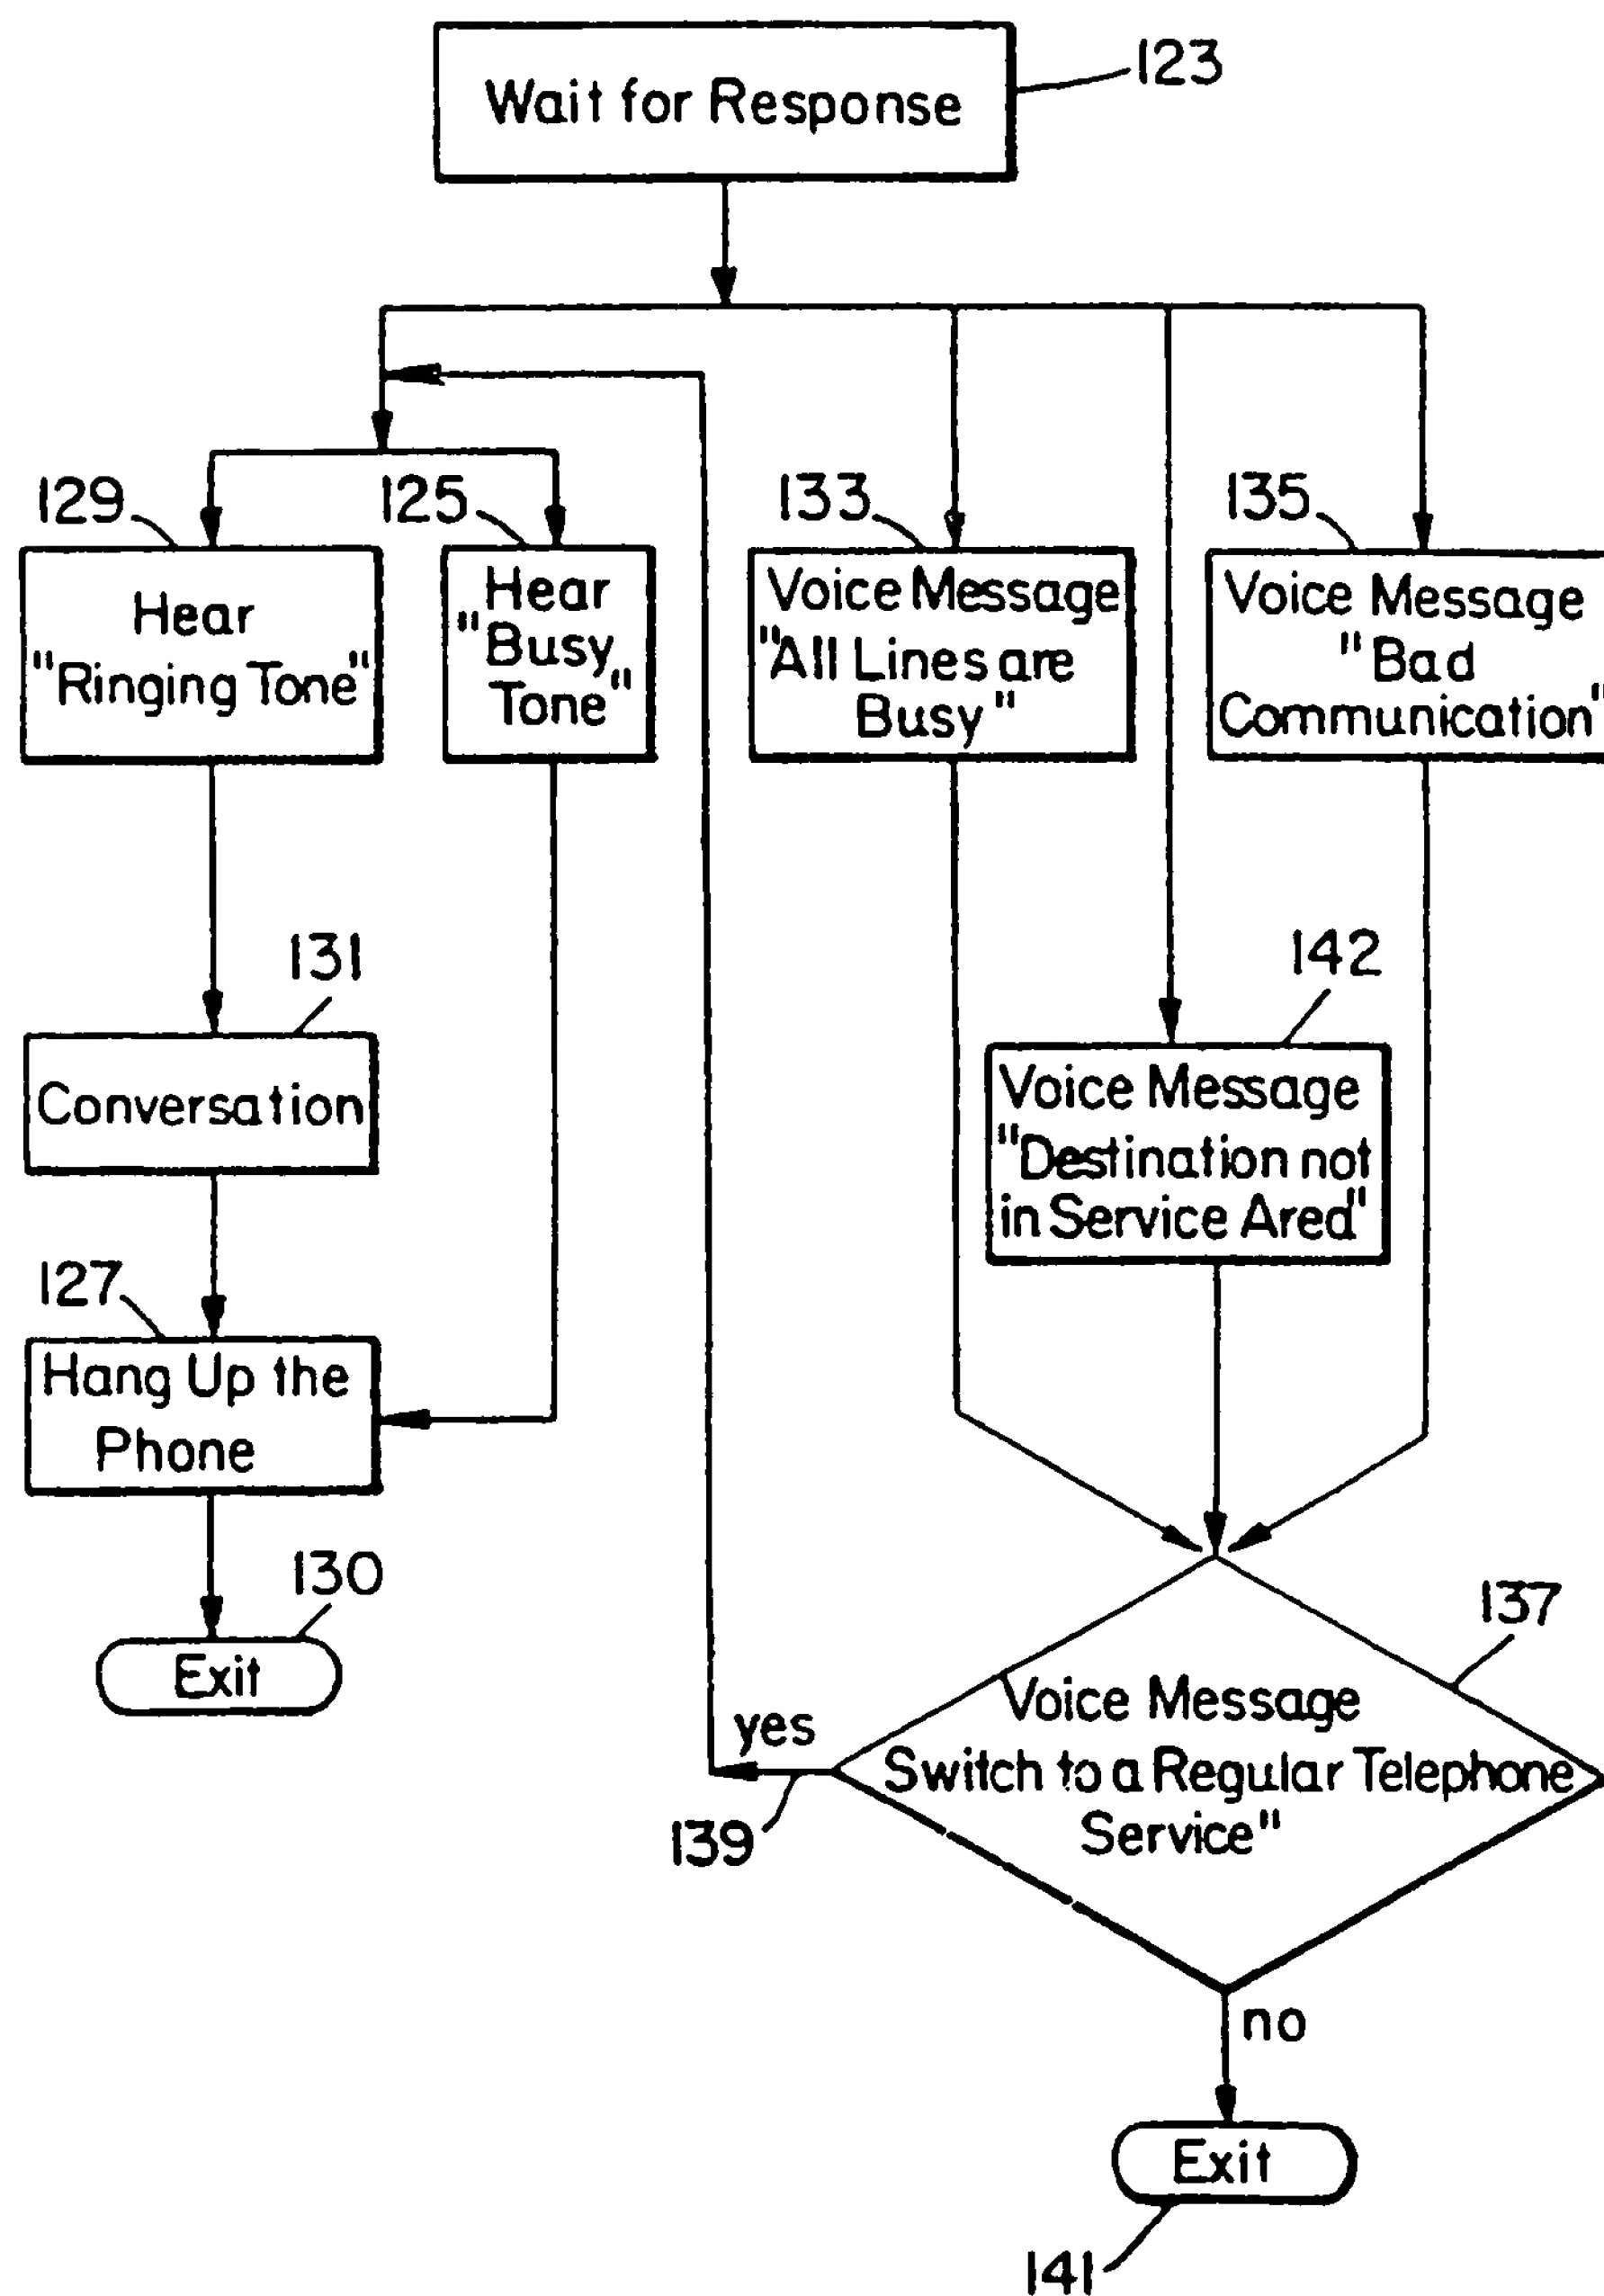 Wait for Response
123
129
125
133
135
Hear
"Ringing Tone"
Hear
"Busy
Tone"
Voice Message
"All Lines are
Busy"
Voice Message
"Bad
Communication"
131
Conversation
142
Voice Message
"Destination not
in Service Area"
127
Hang Up the
Phone
130
Exit
137
Voice Message
Switch to a Regular Telephone
Service"
yes
139
no
Exit
141